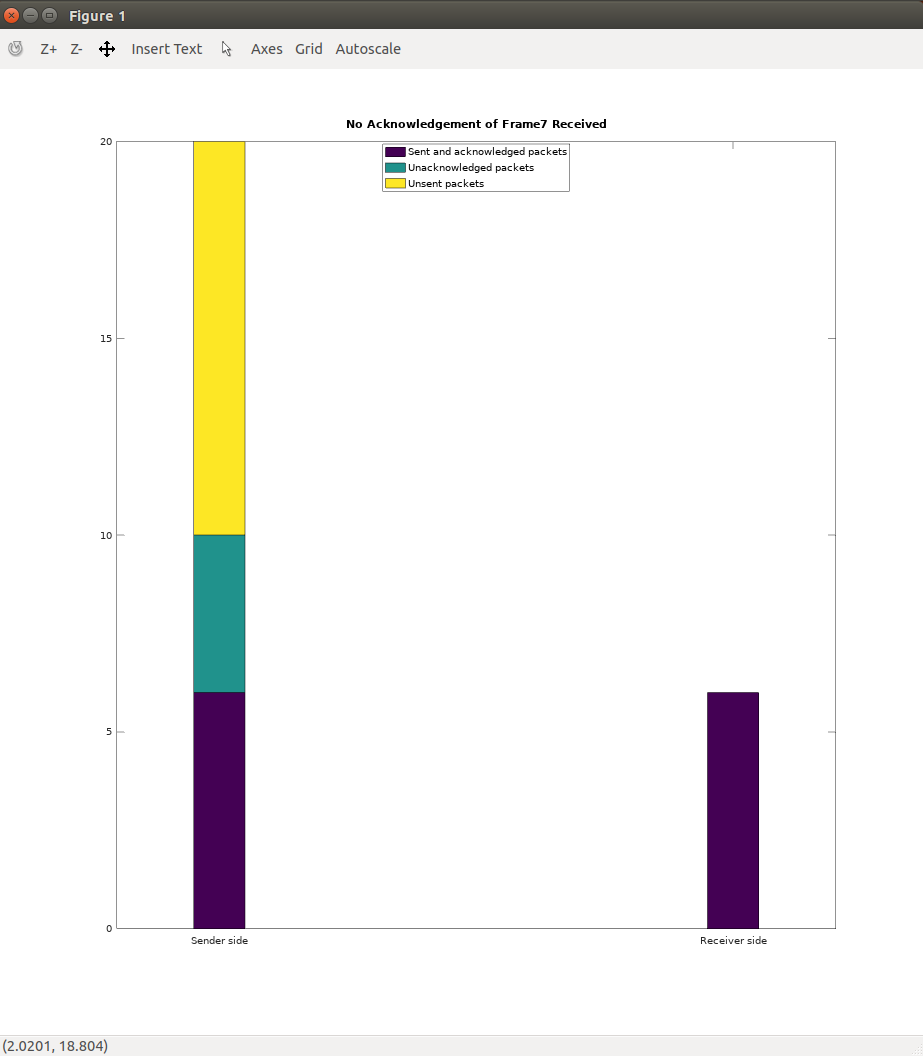 Figure 1
Z+ Z- Insert Text Axes Grid Autoscale
No Acknowledgement of Frame7 Received
Sent and acknowledged packets
Unacknowledged packets
Unsent packets
20
15
10
5
0
Sender side Receiver side
(2.0201, 18.804)